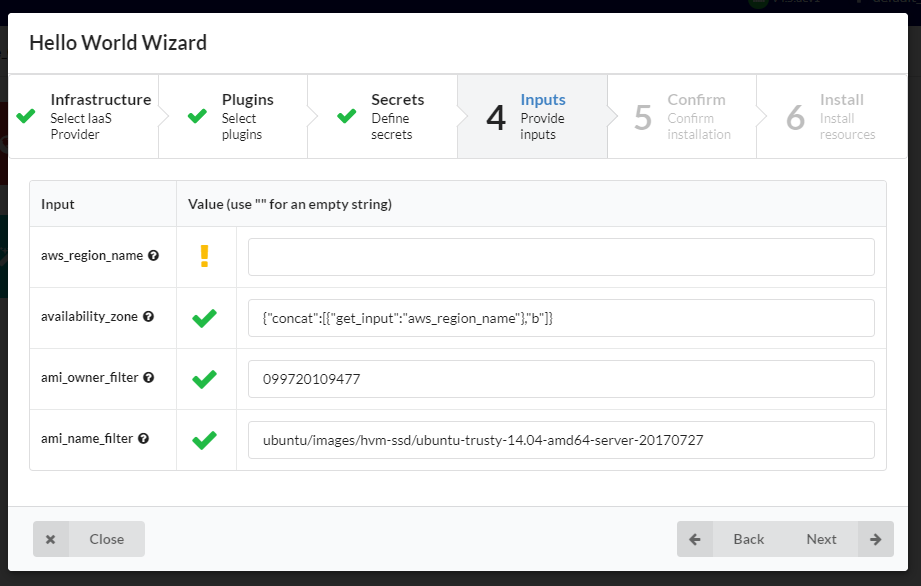 Hello World Wizard
Infrastructure
Select IaaS
Provider
Plugins
Select
plugins
Secrets
Define
secrets
4
Inputs
Provide
inputs
5
Confirm
Confirm
installation
6
Install
Install
resources
Input
Value (use "" for an empty string)
aws_region_name
availability_zone
{"concat":[{"get_input":"aws_region_name"},"b"]}
ami_owner_filter
099720109477
ami_name_filter
ubuntu/images/hvm-ssd/ubuntu-trusty-14.04-amd64-server-20170727
Close
Back
Next